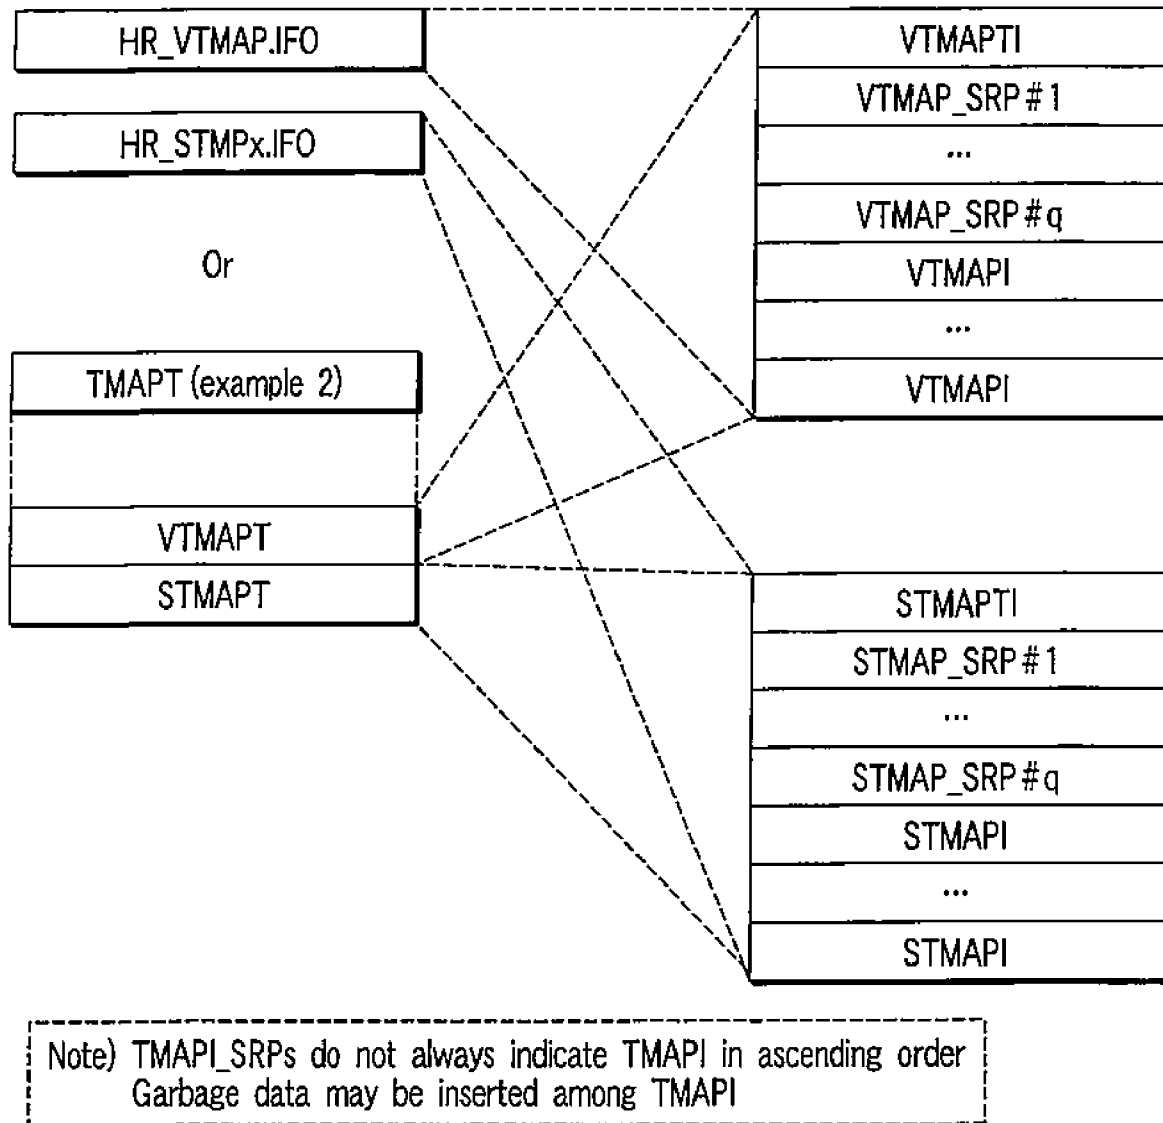 HR_VTMAP.IFO
HR_STMPx.IFO
Or
TMAPT (example 2)
VTMAPT
STMAPT
VTMAPTI
VTMAP_SRP#1
...
VTMAP_SRP#q
VTMAPI
...
VTMAPI
STMAPTI
STMAP_SRP#1
...
STMAP_SRP#q
STMAPI
...
STMAPI
Note) TMAPI_SRPs do not always indicate TMAPI in ascending order
Garbage data may be inserted among TMAPI